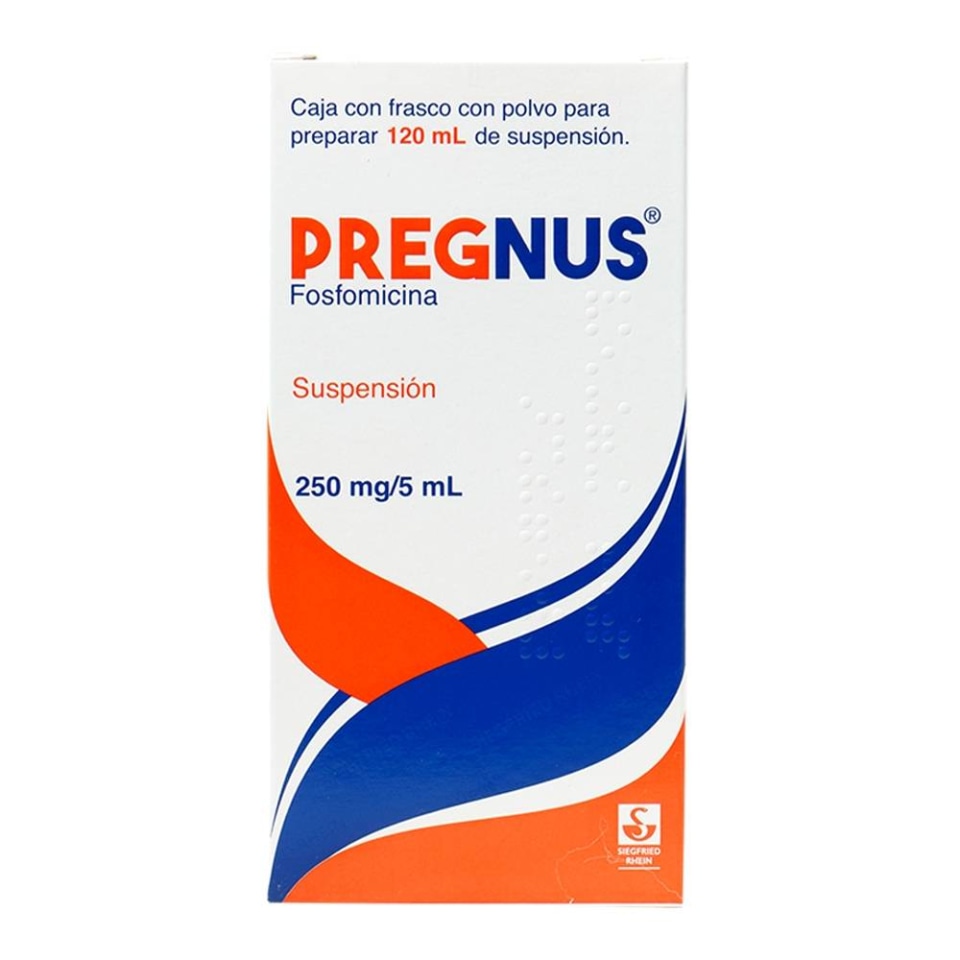 Caja con frasco con polvo para
preparar 120 mL de suspensión.
PREGNUS®
Fosfomicina
Suspensión
250 mg/5 mL
SIEGFRIED
RHEIN